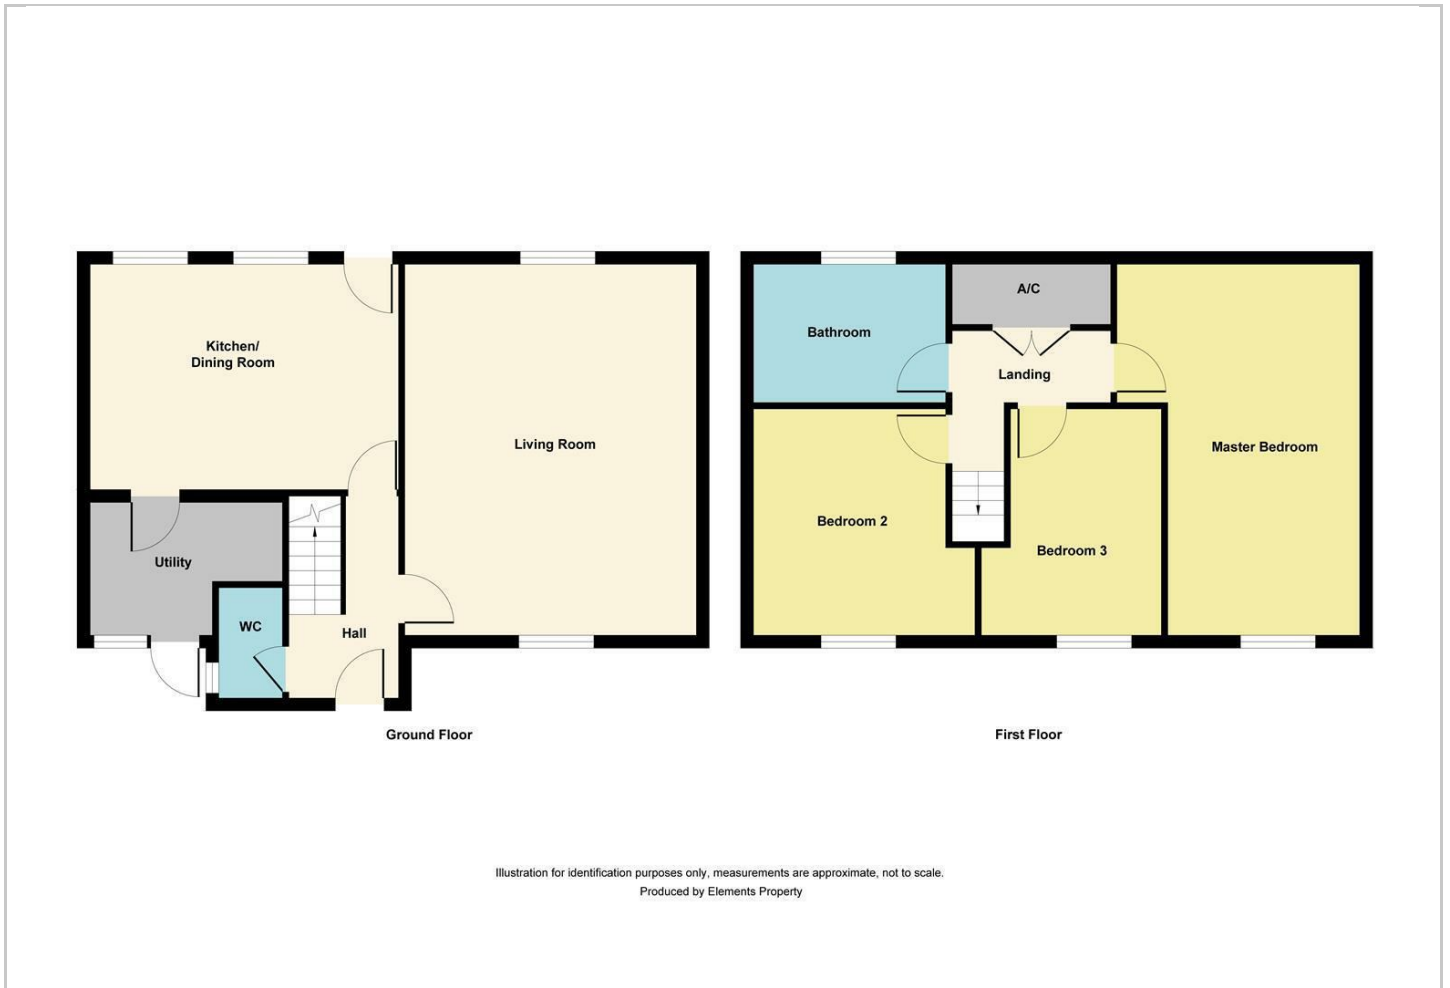 Kitchen/
Dining Room
Living Room
Utility
WC
Hall
Ground Floor
Bathroom
A/C
Landing
Master Bedroom
Bedroom 2
Bedroom 3
First Floor
Illustration for identification purposes only, measurements are approximate, not to scale.
Produced by Elements Property